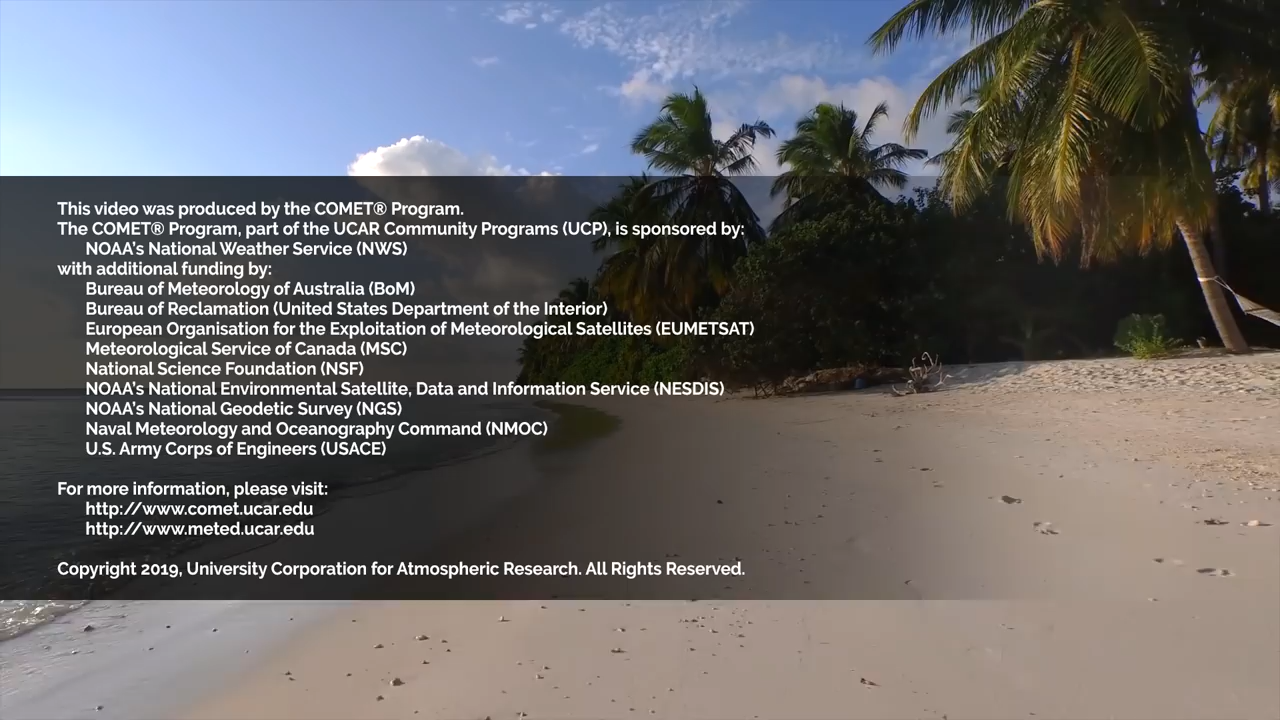 This video was produced by the COMET® Program.
The COMET® Program, part of the UCAR Community Programs (UCP), is sponsored by:
NOAA's National Weather Service (NWS)
with additional funding by:
Bureau of Meteorology of Australia (BoM)
Bureau of Reclamation (United States Department of the Interior)
European Organisation for the Exploitation of Meteorological Satellites (EUMETSAT)
Meteorological Service of Canada (MSC)
National Science Foundation (NSF)
NOAA's National Environmental Satellite, Data and Information Service (NESDIS)
NOAA's National Geodetic Survey (NGS)
Naval Meteorology and Oceanography Command (NMOC)
U.S. Army Corps of Engineers (USACE)
For more information, please visit:
http://www.comet.ucar.edu
http://www.meted.ucar.edu
Copyright 2019, University Corporation for Atmospheric Research. All Rights Reserved.